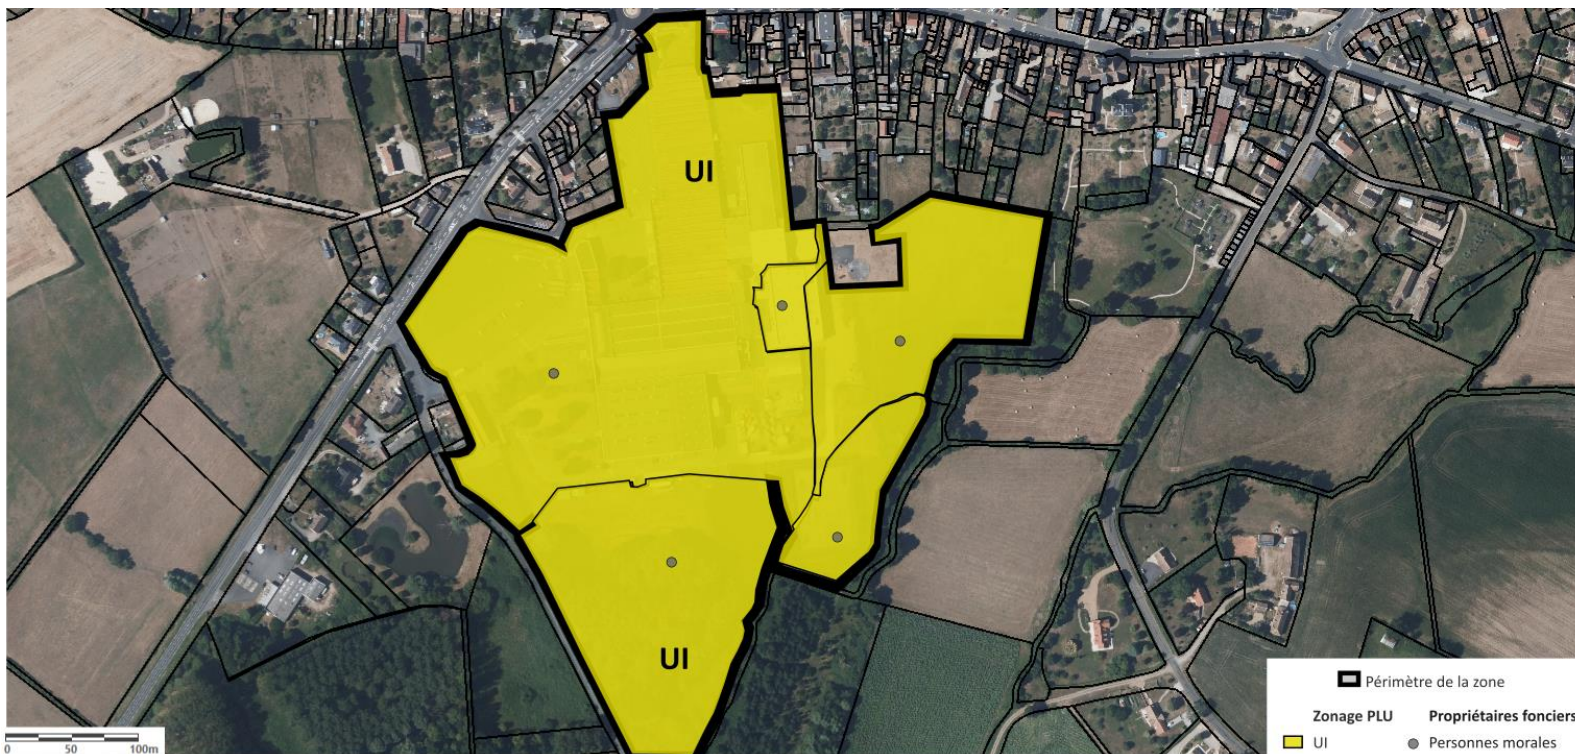 UI
UI
Périmètre de la zone
Zonage PLU Propriétaires fonciers
UI Personnes morales
0 50 100m